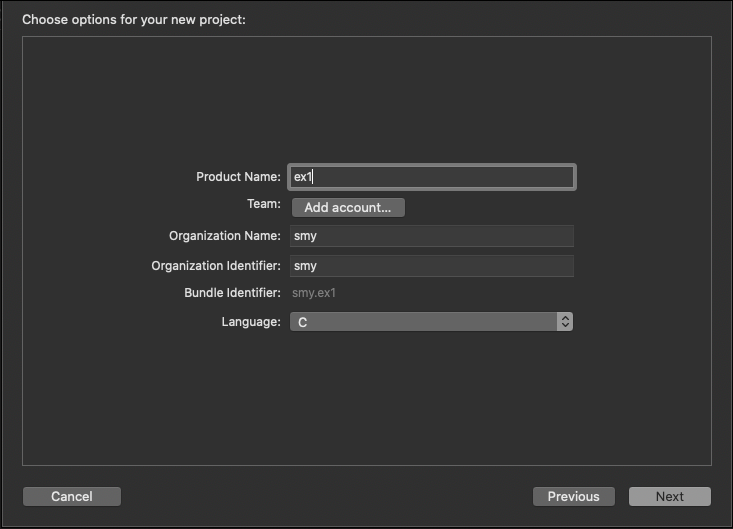 Choose options for your new project:
Product Name: ex1
Team: Add account...
Organization Name: smy
Organization Identifier: smy
Bundle Identifier: smy.ex1
Language: C
Cancel Previous Next